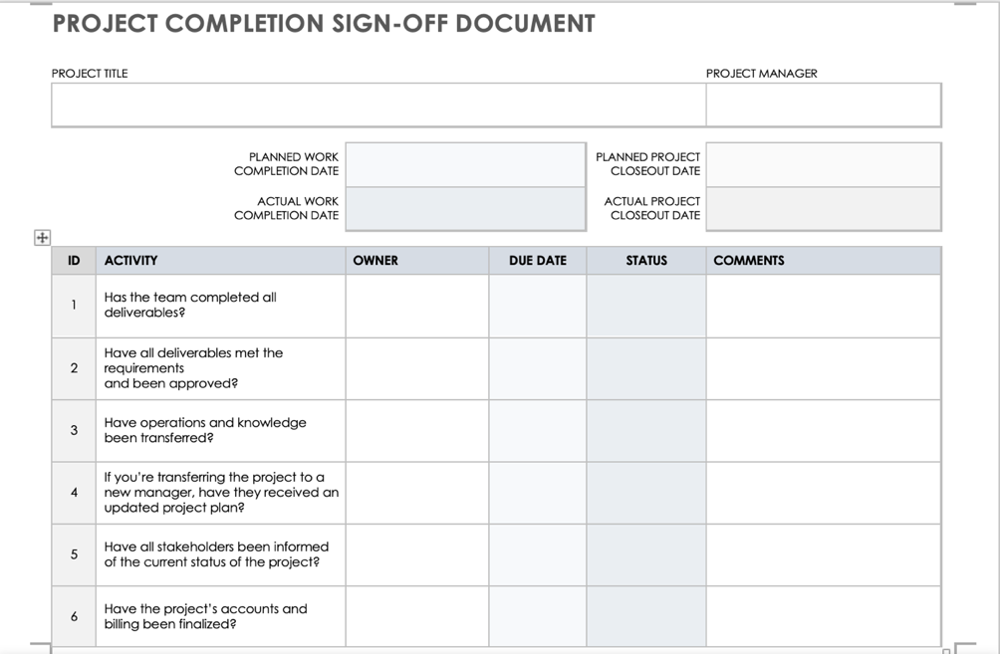 PROJECT COMPLETION SIGN-OFF DOCUMENT
PROJECT TITLE
PROJECT MANAGER
PLANNED WORK
COMPLETION DATE
PLANNED PROJECT
CLOSEOUT DATE
ACTUAL WORK
COMPLETION DATE
ACTUAL PROJECT
CLOSEOUT DATE
ID ACTIVITY OWNER DUE DATE STATUS COMMENTS
1
Has the team completed all
deliverables?
2
Have all deliverables met the
requirements
and been approved?
3
Have operations and knowledge
been transferred?
4
If you're transferring the project to a
new manager, have they received an
updated project plan?
5
Have all stakeholders been informed
of the current status of the project?
6
Have the project's accounts and
billing been finalized?